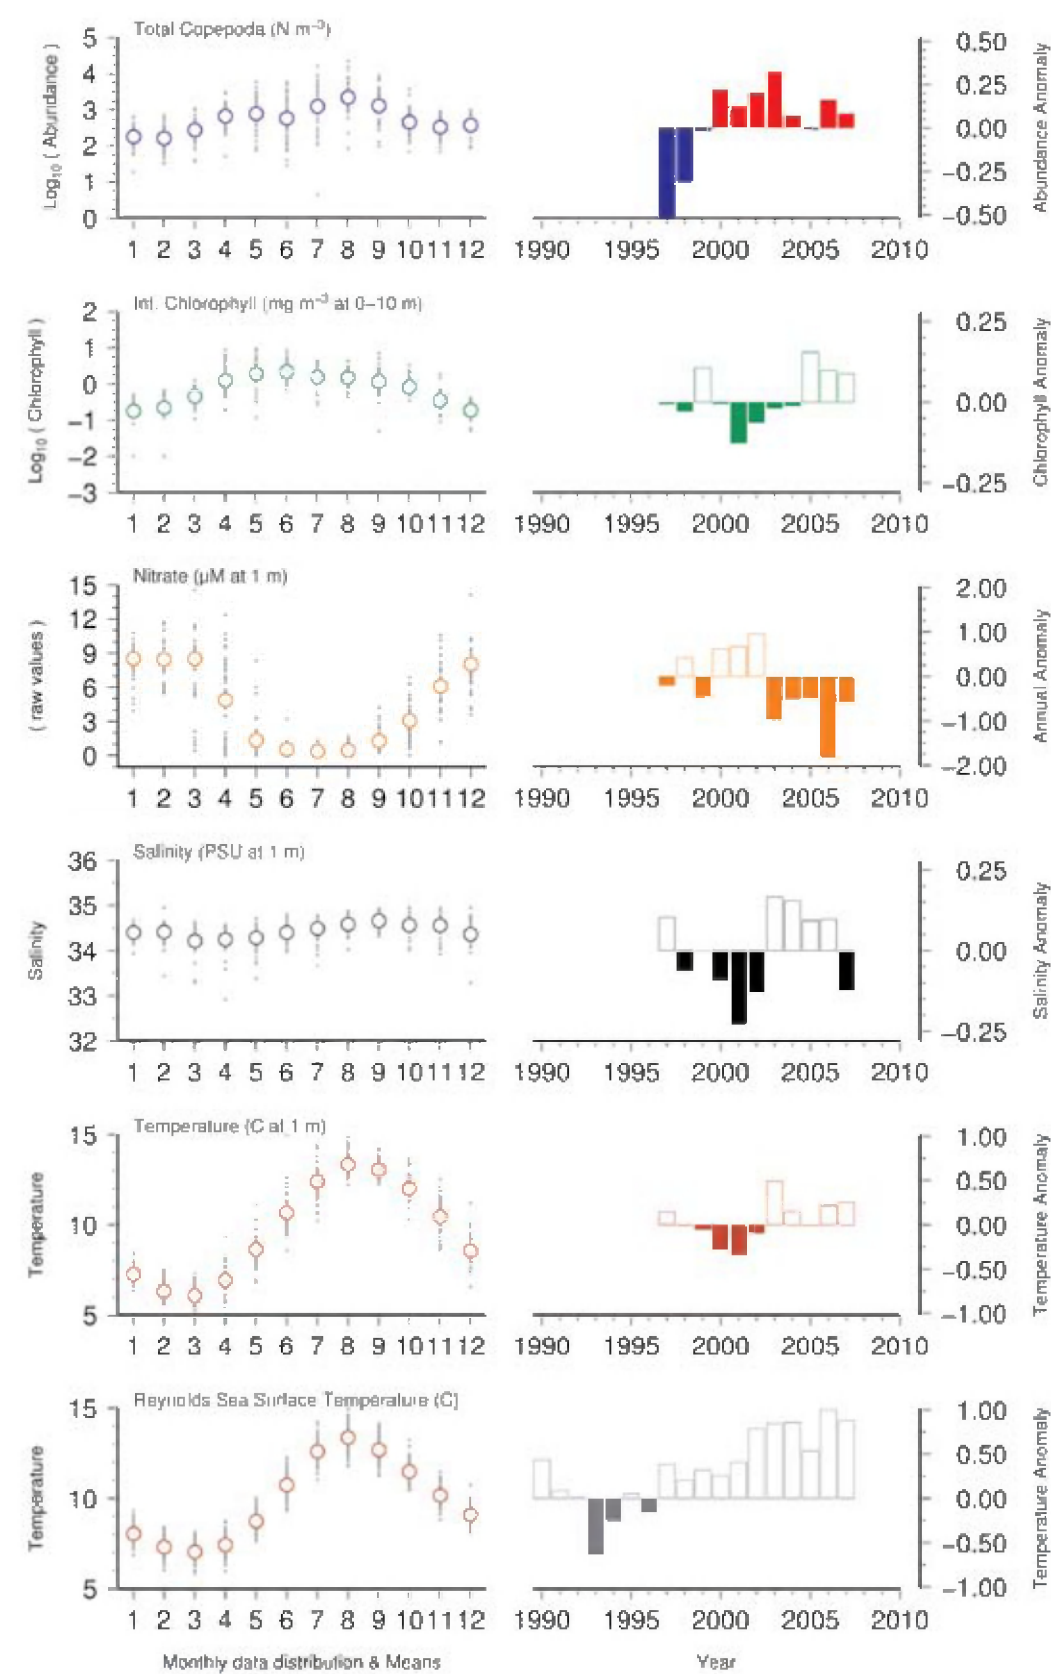 Total Copepoda (N m⁻³)
Log₁₀ ( Abundance )
5
4
3
2
1
0
1 2 3 4 5 6 7 8 9 10 11 12
0.50
0.25
0.00
−0.25
−0.50
Abundance Anomaly
1990 1995 2000 2005 2010
Int. Chlorophyll (mg m⁻³ at 0–10 m)
Log₁₀ ( Chlorophyll )
2
1
0
−1
−2
−3
1 2 3 4 5 6 7 8 9 10 11 12
0.25
0.00
−0.25
Chlorophyll Anomaly
1990 1995 2000 2005 2010
Nitrate (µM at 1 m)
( raw values )
15
12
9
6
3
0
1 2 3 4 5 6 7 8 9 10 11 12
2.00
1.00
0.00
−1.00
−2.00
Annual Anomaly
1990 1995 2000 2005 2010
Salinity (PSU at 1 m)
Salinity
36
35
34
33
32
1 2 3 4 5 6 7 8 9 10 11 12
0.25
0.00
−0.25
Salinity Anomaly
1990 1995 2000 2005 2010
Temperature (C at 1 m)
Temperature
15
10
5
1 2 3 4 5 6 7 8 9 10 11 12
1.00
0.50
0.00
−0.50
−1.00
Temperature Anomaly
1990 1995 2000 2005 2010
Reynolds Sea Surface Temperature (C)
Temperature
15
10
5
1 2 3 4 5 6 7 8 9 10 11 12
1.00
0.50
0.00
−0.50
−1.00
Temperature Anomaly
1990 1995 2000 2005 2010
Monthly data distribution & Means
Year